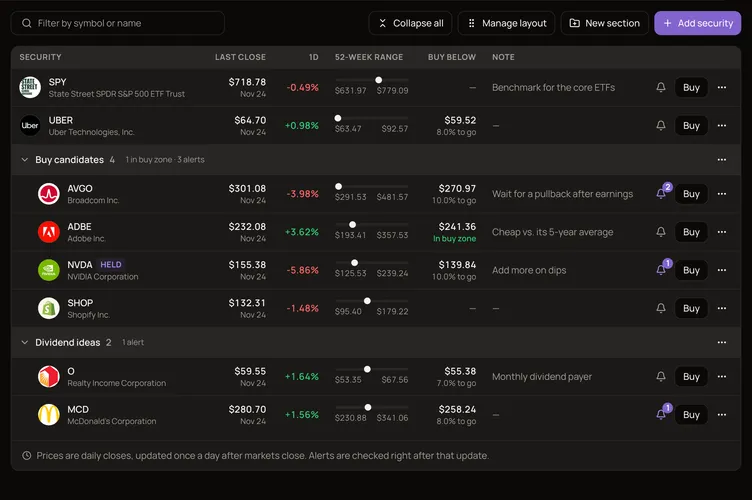 Filter by symbol or name
Collapse all
Manage layout
New section
Add security
SECURITY LAST CLOSE 1D 52-WEEK RANGE BUY BELOW NOTE
STATE STREET
SPY $718.78 -0.49% — Benchmark for the core ETFs Buy
State Street SPDR S&P 500 ETF Trust Nov 24 $631.97 $779.09
Uber
UBER $64.70 +0.98% $59.52 — Buy
Uber Technologies, Inc. Nov 24 $63.47 $92.57 8.0% to go
Buy candidates 4 1 in buy zone · 3 alerts
AVGO $301.08 -3.98% $270.97 Wait for a pullback after earnings 2 Buy
Broadcom Inc. Nov 24 $291.53 $481.57 10.0% to go
ADBE $232.08 +3.62% $241.36 Cheap vs. its 5-year average Buy
Adobe Inc. Nov 24 $193.41 $357.53 In buy zone
NVDA HELD $155.38 -5.86% $139.84 Add more on dips 1 Buy
NVIDIA Corporation Nov 24 $125.53 $239.24 10.0% to go
SHOP $132.31 -1.48% — — Buy
Shopify Inc. Nov 24 $95.40 $179.22
Dividend ideas 2 1 alert
O $59.55 +1.64% $55.38 Monthly dividend payer Buy
Realty Income Corporation Nov 24 $53.35 $67.56 7.0% to go
MCD $280.70 +1.56% $258.24 — 1 Buy
McDonald's Corporation Nov 24 $230.88 $341.06 8.0% to go
Prices are daily closes, updated once a day after markets close. Alerts are checked right after that update.